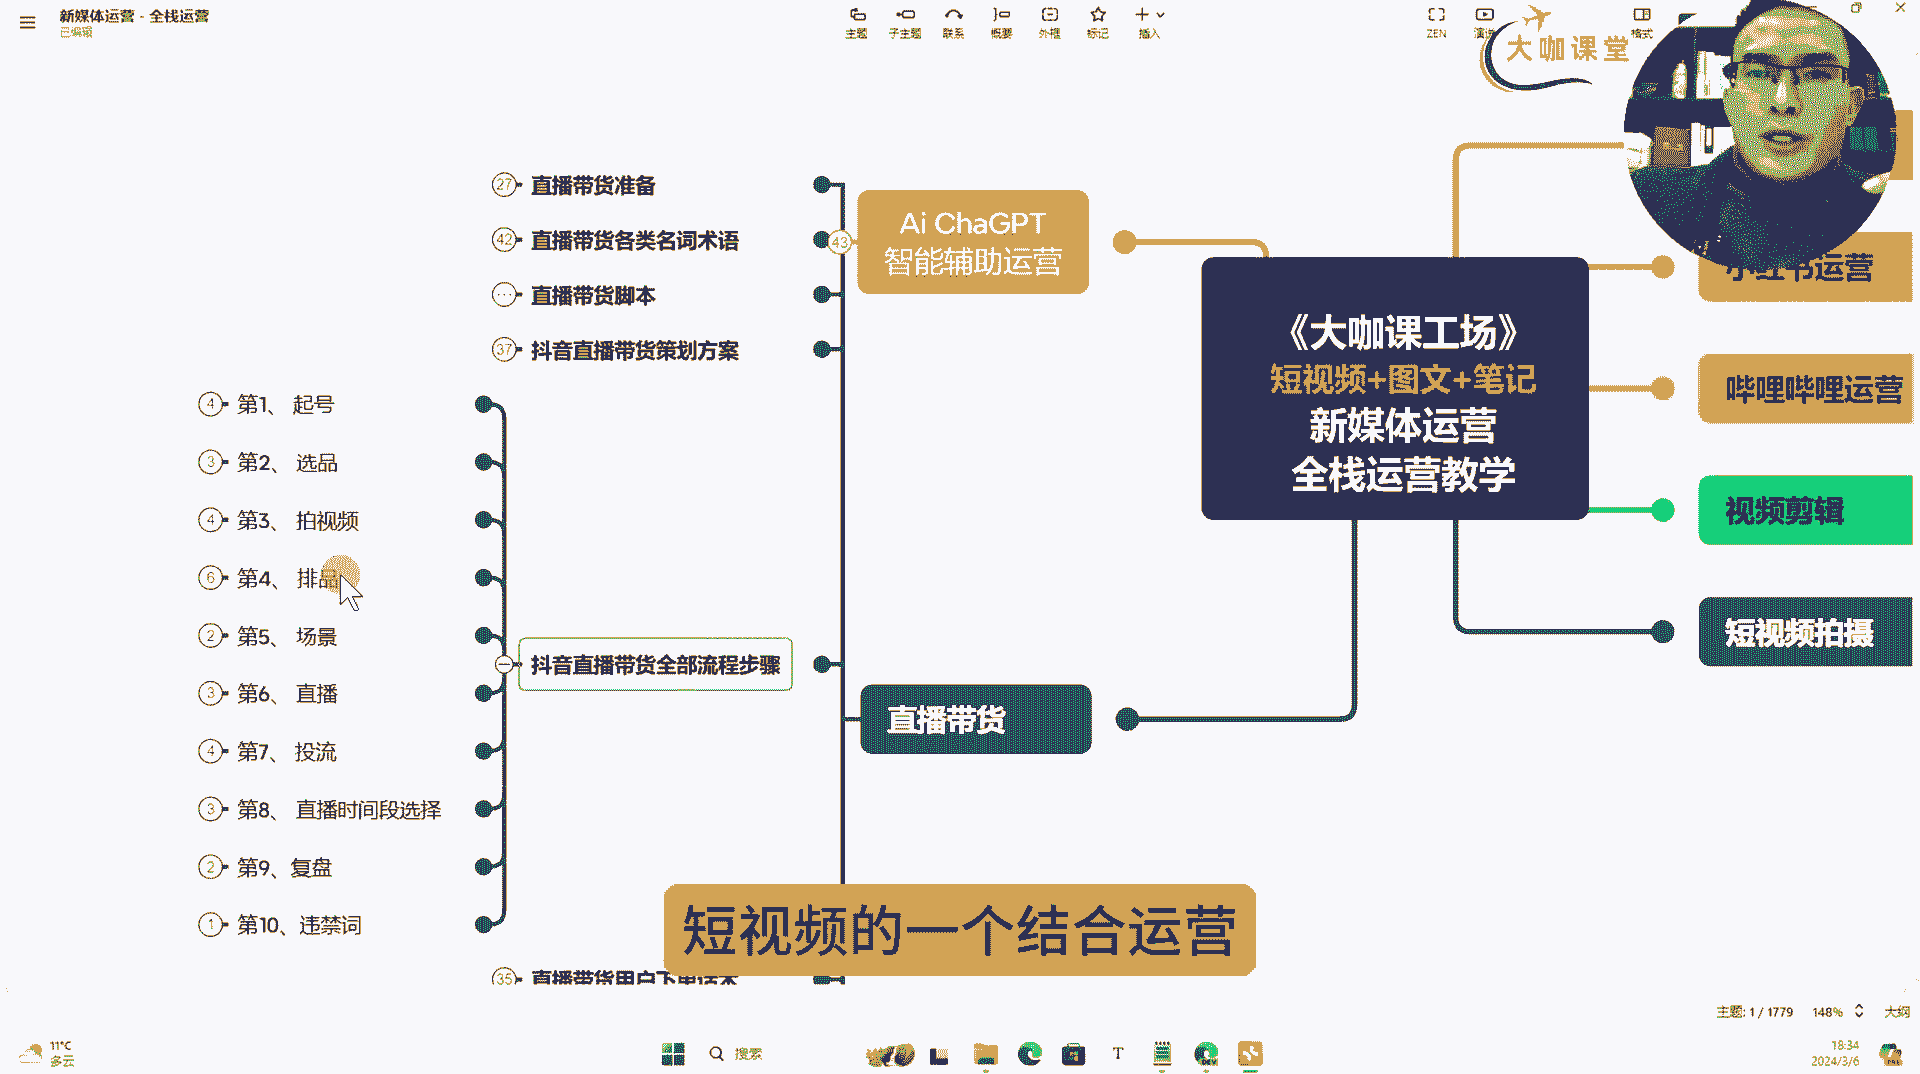 新媒体运营 - 全栈运营
已编辑
主题
子主题
联系
概要
外框
标记
插入
ZEN
格式
大咖课堂
27 直播带货准备
42 直播带货各类名词术语
直播带货脚本
37 抖音直播带货策划方案
43
Ai ChaGPT
智能辅助运营
《大咖课工场》
短视频+图文+笔记
新媒体运营
全栈运营教学
小红书运营
哔哩哔哩运营
视频剪辑
短视频拍摄
4 第1、 起号
3 第2、 选品
4 第3、 拍视频
6 第4、 排品
2 第5、 场景
3 第6、 直播
4 第7、 投流
3 第8、 直播时间段选择
2 第9、复盘
1 第10、违禁词
抖音直播带货全部流程步骤
直播带货
短视频的一个结合运营
35 直播带货用户下单话术
主题: 1 / 1779
148%
大纲
11°C
多云
搜索
18:34
2024/3/6